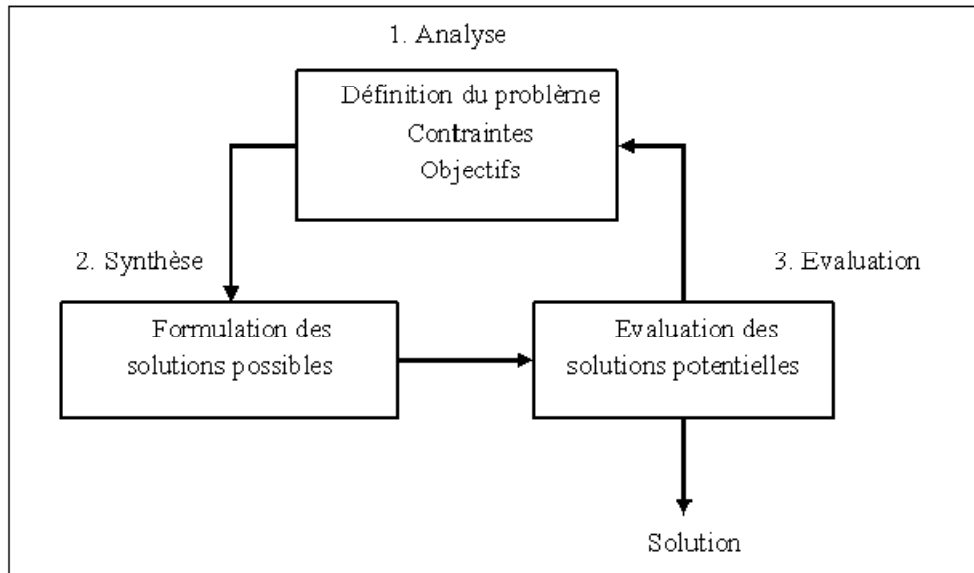 1. Analyse
Définition du problème
Contraintes
Objectifs
2. Synthèse
3. Evaluation
Formulation des
solutions possibles
Evaluation des
solutions potentielles
Solution